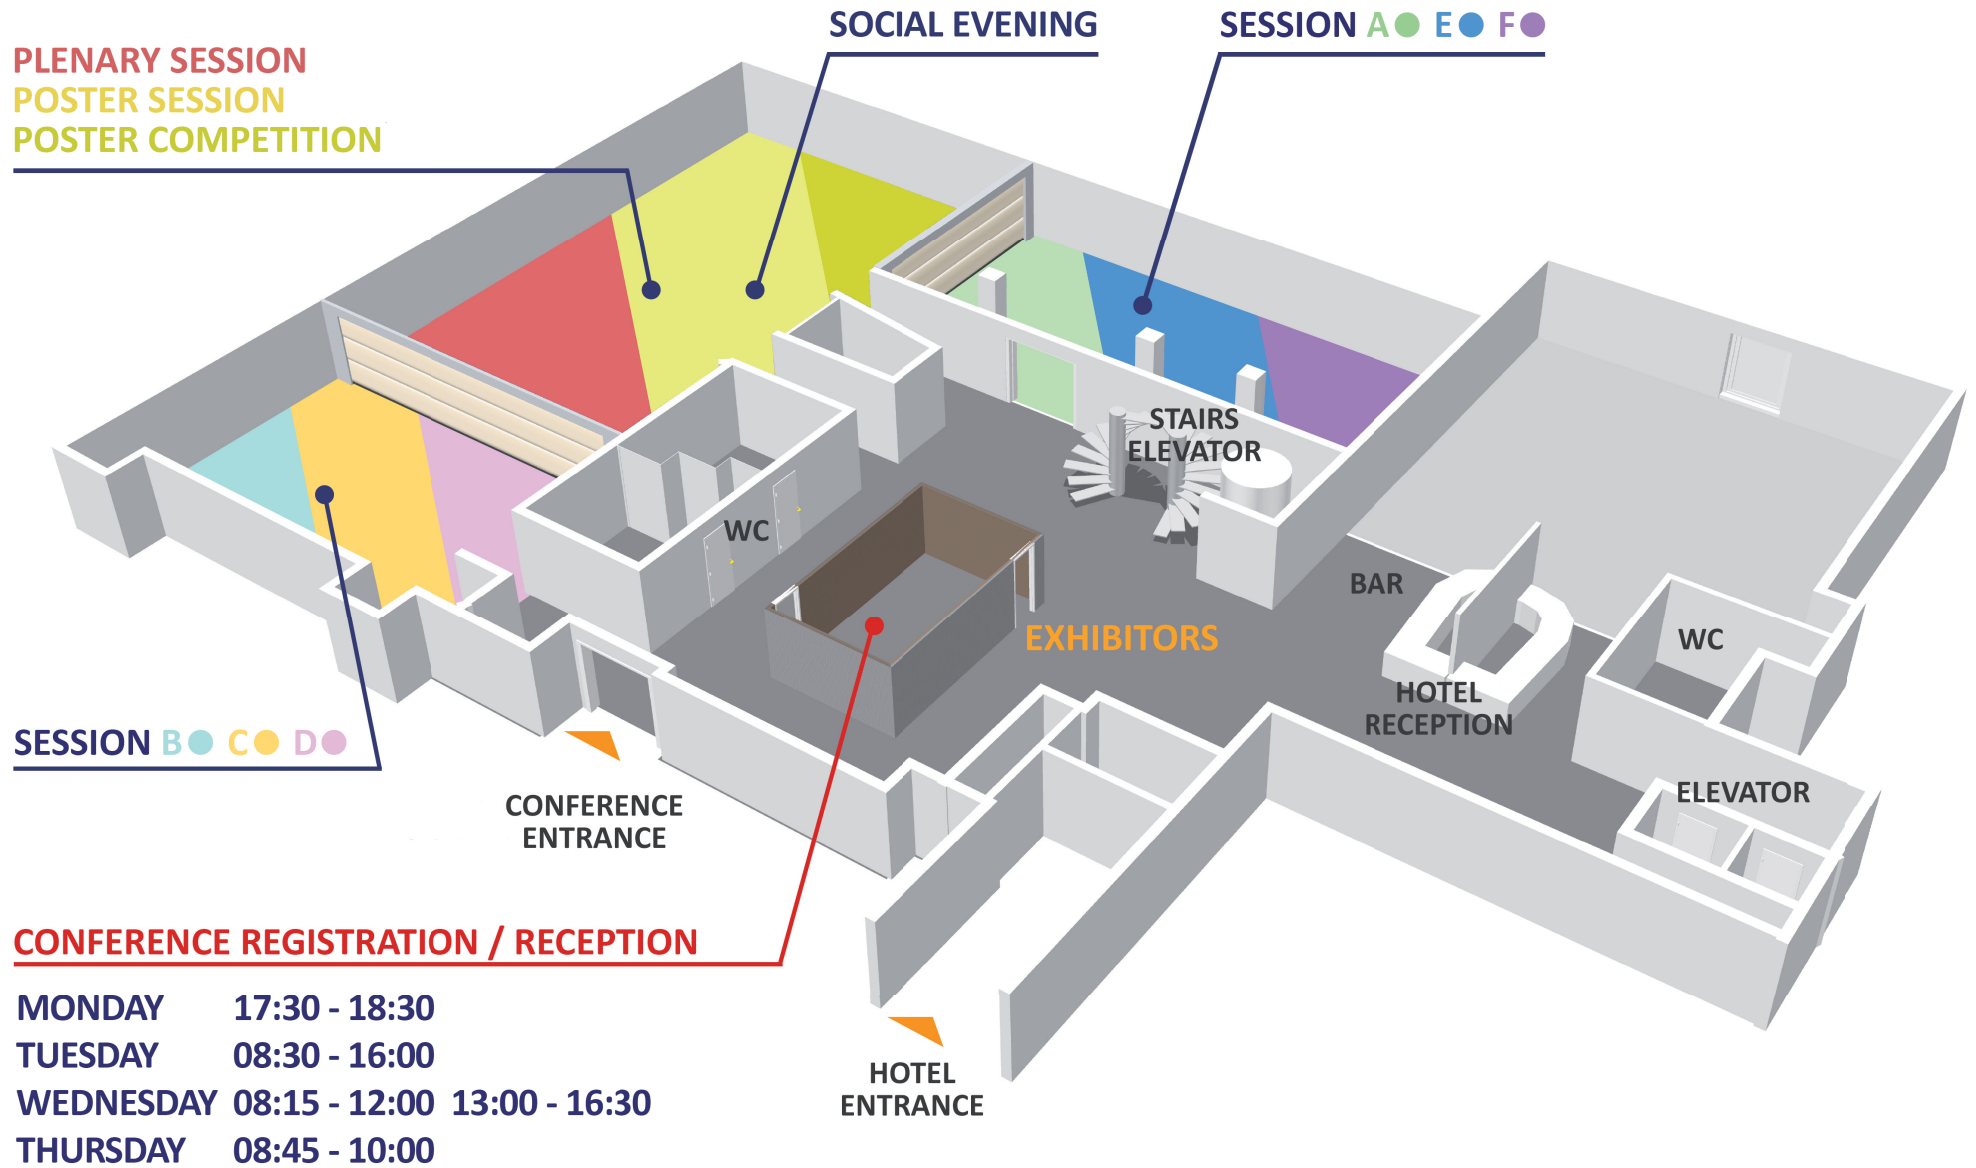 PLENARY SESSION
POSTER SESSION
POSTER COMPETITION
SOCIAL EVENING
SESSION A E F
STAIRS
ELEVATOR
WC
BAR
EXHIBITORS
WC
HOTEL
RECEPTION
SESSION B C D
ELEVATOR
CONFERENCE
ENTRANCE
CONFERENCE REGISTRATION / RECEPTION
MONDAY 17:30 - 18:30
TUESDAY 08:30 - 16:00
WEDNESDAY 08:15 - 12:00 13:00 - 16:30
THURSDAY 08:45 - 10:00
HOTEL
ENTRANCE